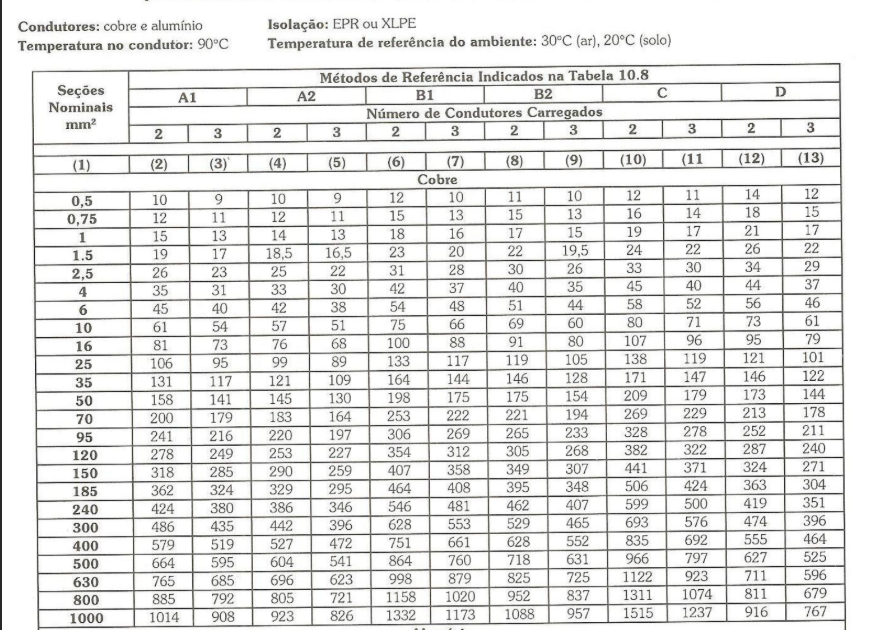 Condutores: cobre e alumínio Isolação: EPR ou XLPE
Temperatura no condutor: 90°C Temperatura de referência do ambiente: 30°C (ar), 20°C (solo)
Seções Nominais mm² Métodos de Referência Indicados na Tabela 10.8
A1 A2 B1 B2 C D
Número de Condutores Carregados
2 3 2 3 2 3 2 3 2 3 2 3
(1) (2) (3) (4) (5) (6) (7) (8) (9) (10) (11 (12) (13)
Cobre
0,5 10 9 10 9 12 10 11 10 12 11 14 12
0,75 12 11 12 11 15 13 15 13 16 14 18 15
1 15 13 14 13 18 16 17 15 19 17 21 17
1.5 19 17 18,5 16,5 23 20 22 19,5 24 22 26 22
2,5 26 23 25 22 31 28 30 26 33 30 34 29
4 35 31 33 30 42 37 40 35 45 40 44 37
6 45 40 42 38 54 48 51 44 58 52 56 46
10 61 54 57 51 75 66 69 60 80 71 73 61
16 81 73 76 68 100 88 91 80 107 96 95 79
25 106 95 99 89 133 117 119 105 138 119 121 101
35 131 117 121 109 164 144 146 128 171 147 146 122
50 158 141 145 130 198 175 175 154 209 179 173 144
70 200 179 183 164 253 222 221 194 269 229 213 178
95 241 216 220 197 306 269 265 233 328 278 252 211
120 278 249 253 227 354 312 305 268 382 322 287 240
150 318 285 290 259 407 358 349 307 441 371 324 271
185 362 324 329 295 464 408 395 348 506 424 363 304
240 424 380 386 346 546 481 462 407 599 500 419 351
300 486 435 442 396 628 553 529 465 693 576 474 396
400 579 519 527 472 751 661 628 552 835 692 555 464
500 664 595 604 541 864 760 718 631 966 797 627 525
630 765 685 696 623 998 879 825 725 1122 923 711 596
800 885 792 805 721 1158 1020 952 837 1311 1074 811 679
1000 1014 908 923 826 1332 1173 1088 957 1515 1237 916 767